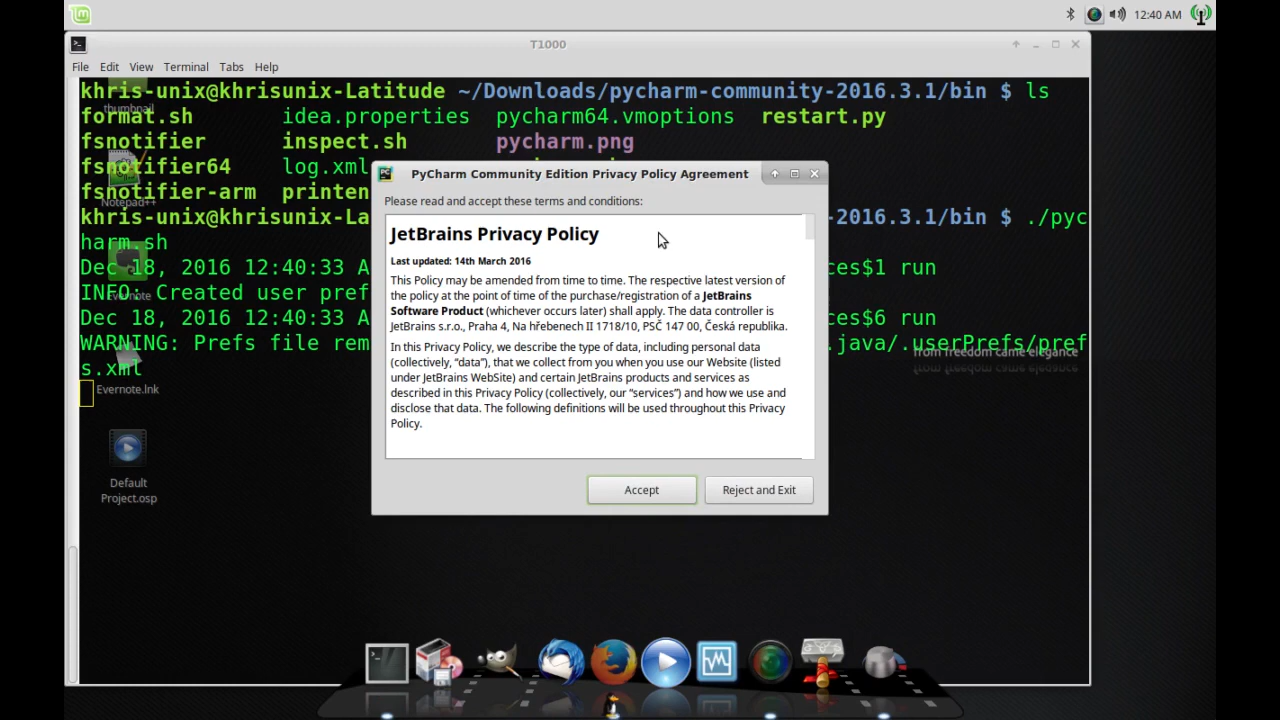 12:40 AM
T1000
File Edit View Terminal Tabs Help
khris-unix@khrisunix-Latitude ~/Downloads/pycharm-community-2016.3.1/bin $ ls
thumbnail
format.sh idea.properties pycharm64.vmoptions restart.py
fsnotifier inspect.sh pycharm.png
fsnotifier64 log.xml
Notepad++
fsnotifier-arm printen
khris-unix@khrisunix-La -2016.3.1/bin $ ./pyc
harm.sh
Dec 18, 2016 12:40:33 A ces$1 run
INFO: Created user pref
Evernote
Dec 18, 2016 12:40:33 A ces$6 run
WARNING: Prefs file rem .java/.userPrefs/pref
s.xml
from freedom came elegance
Evernote.lnk
Default
Project.osp
PyCharm Community Edition Privacy Policy Agreement
Please read and accept these terms and conditions:
JetBrains Privacy Policy
Last updated: 14th March 2016
This Policy may be amended from time to time. The respective latest version of
the policy at the point of time of the purchase/registration of a JetBrains
Software Product (whichever occurs later) shall apply. The data controller is
JetBrains s.r.o., Praha 4, Na hřebenech II 1718/10, PSČ 147 00, Česká republika.
In this Privacy Policy, we describe the type of data, including personal data
(collectively, “data”), that we collect from you when you use our Website (listed
under JetBrains WebSite) and certain JetBrains products and services as
described in this Privacy Policy (collectively, our “services”) and how we use and
disclose that data. The following definitions will be used throughout this Privacy
Policy.
Accept
Reject and Exit